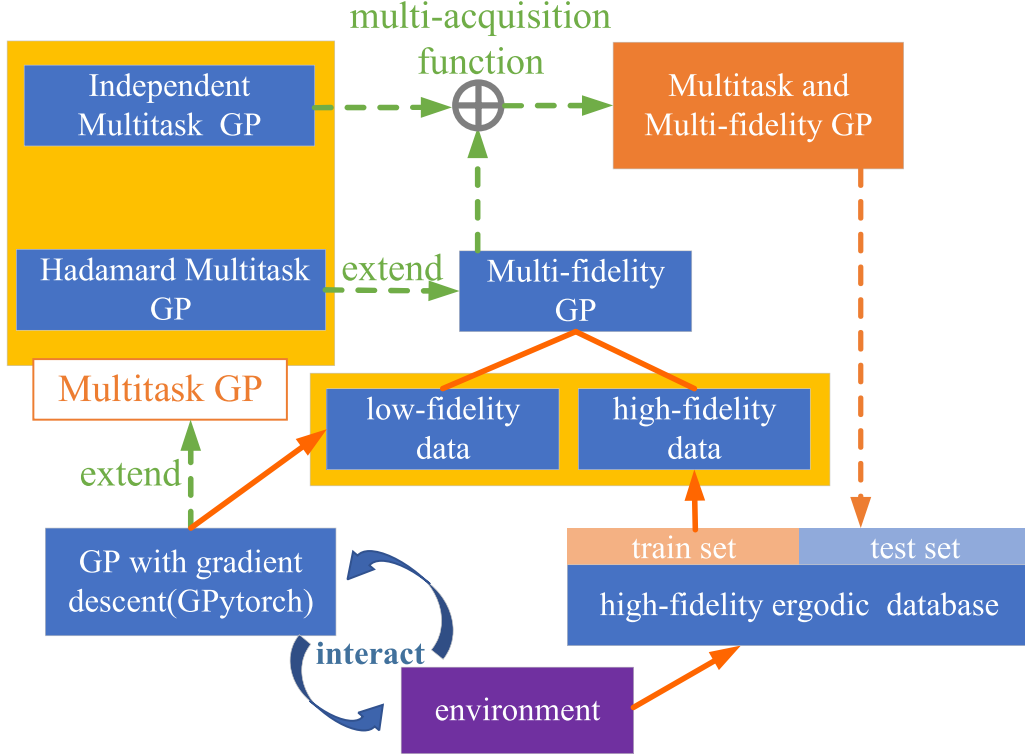 multi-acquisition
function
Independent
Multitask GP
Multitask and
Multi-fidelity GP
Hadamard Multitask
GP
extend
Multi-fidelity
GP
Multitask GP
low-fidelity
data
high-fidelity
data
extend
GP with gradient
descent(GPytorch)
train set
test set
high-fidelity ergodic database
interact
environment